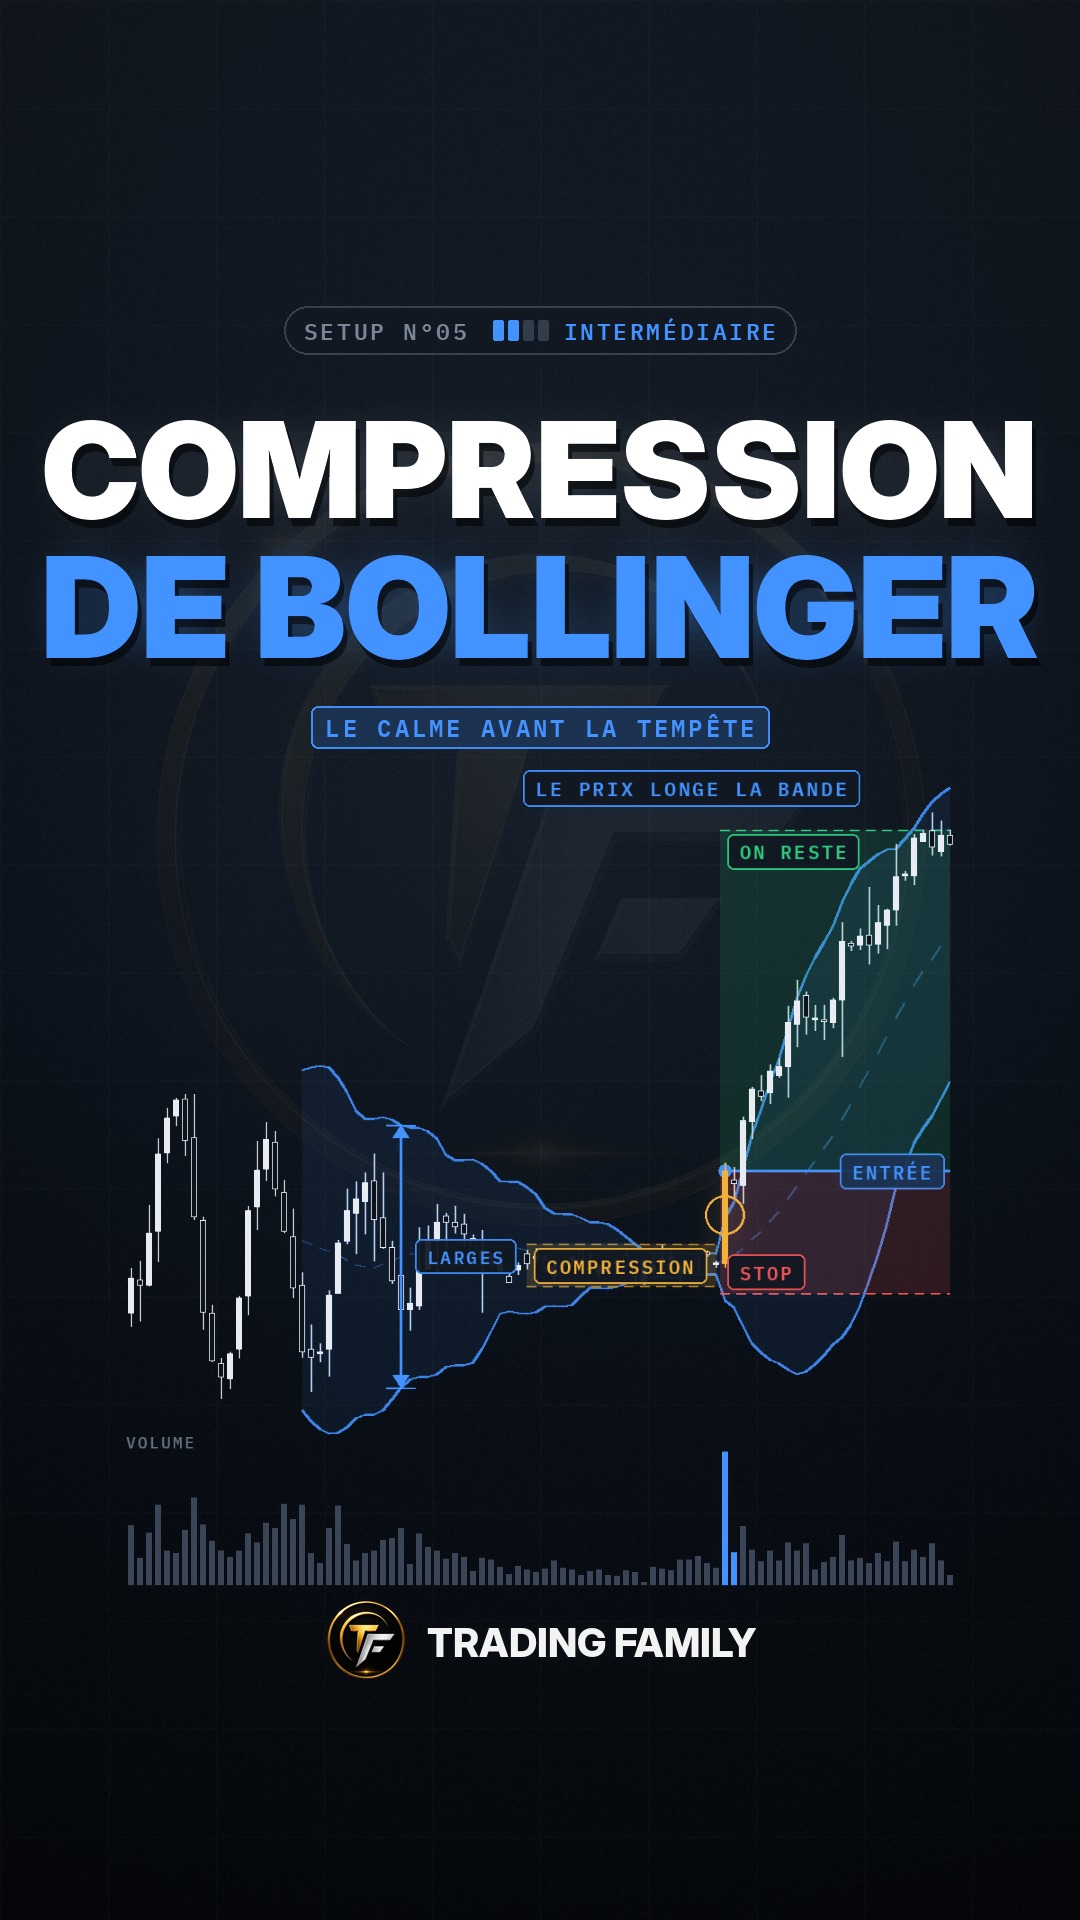 SETUP N°05 INTERMÉDIAIRE
COMPRESSION
DE BOLLINGER
LE CALME AVANT LA TEMPÊTE
LE PRIX LONGE LA BANDE
ON RESTE
ENTRÉE
LARGES
COMPRESSION
STOP
VOLUME
TF TRADING FAMILY